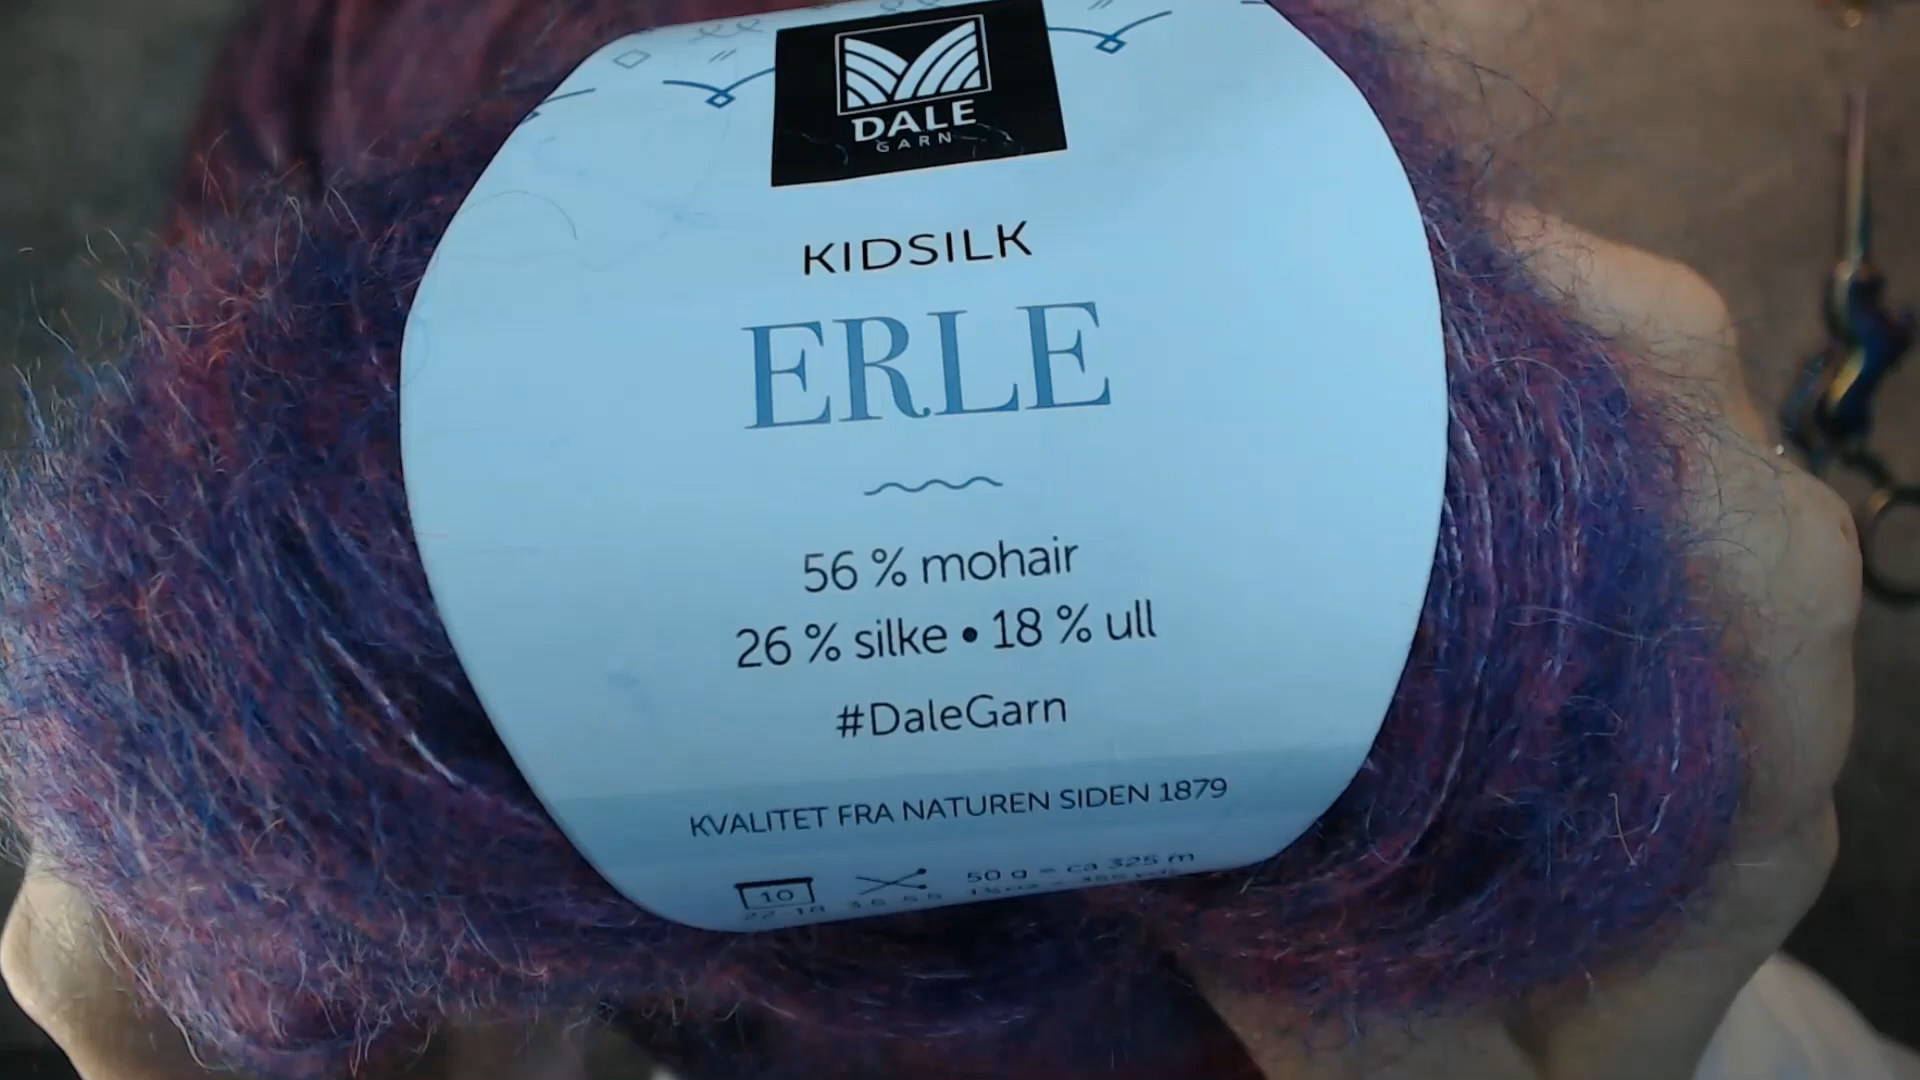 DALE
GARN
KIDSILK
ERLE
56 % mohair
26 % silke • 18 % ull
#DaleGarn
KVALITET FRA NATUREN SIDEN 1879
10
50 g = ca 325 m